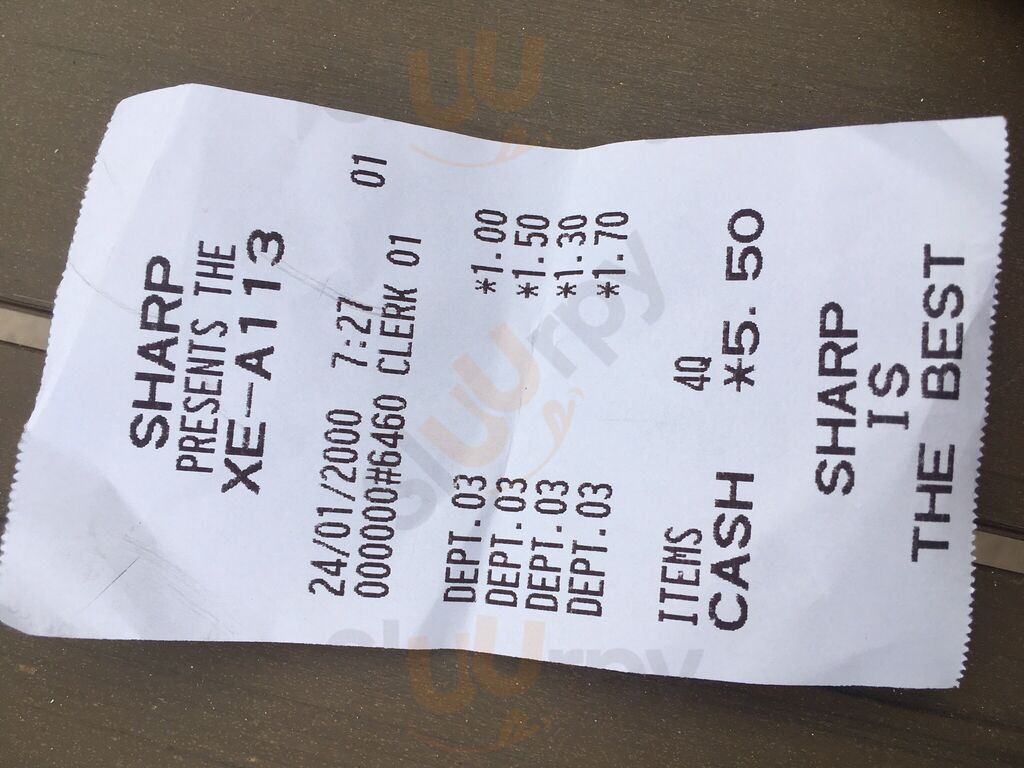 SHARP
PRESENTS THE
XE-A113
01
24/01/2000 7:27
000000#6460 CLERK 01
DEPT.03 *1.00
DEPT.03 *1.50
DEPT.03 *1.30
DEPT.03 *1.70
ITEMS 4Q
CASH *5.50
SHARP
IS
THE BEST
sluurpy
sluurpy